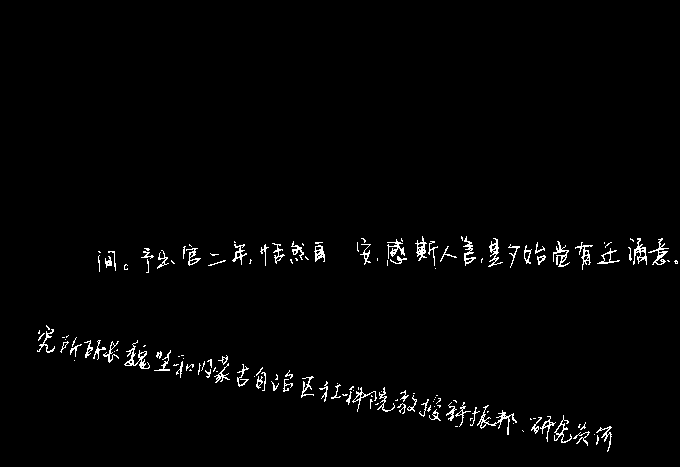 间。予出官二年,恬然自安,感斯人言,是夕始觉有迁谪意。
究所所长魏坚和内蒙古自治区社科院教授释振邦、研究员何